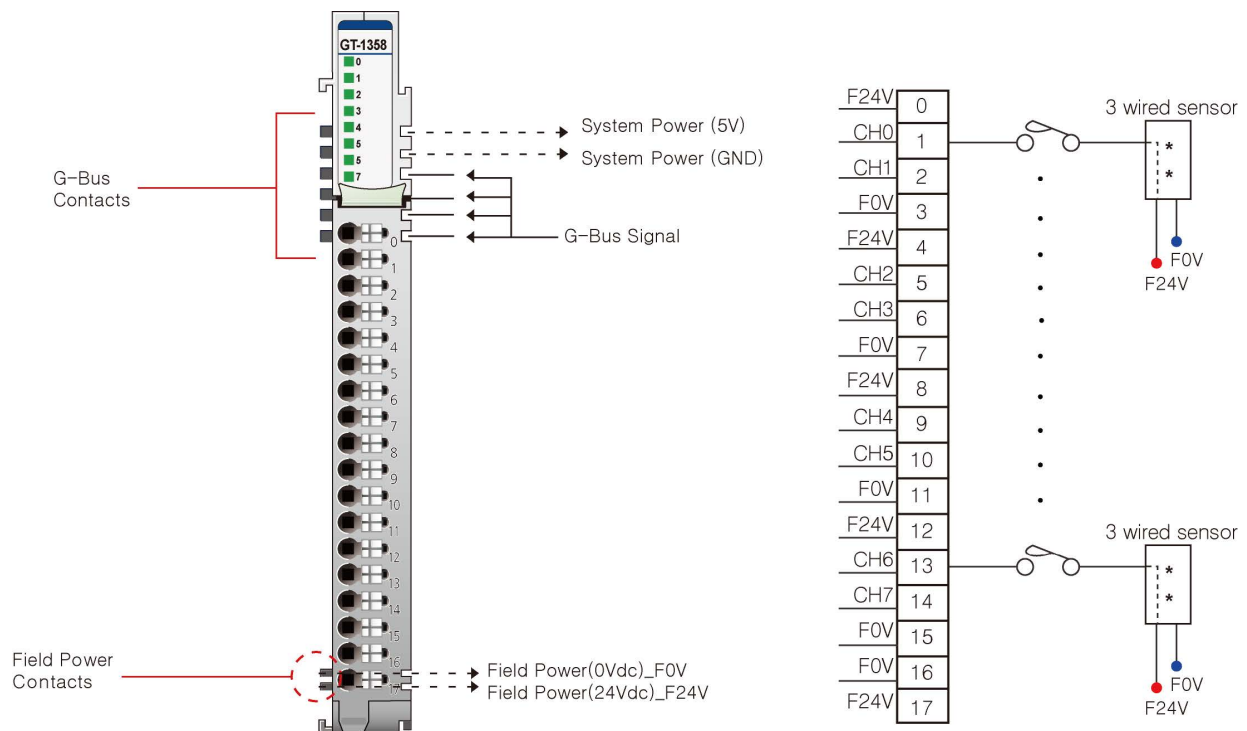 GT-1358
0
1
2
3
4
5
5
7
G-Bus
Contacts
System Power (5V)
System Power (GND)
G-Bus Signal
0
1
2
3
4
5
6
7
8
9
10
11
12
13
14
15
16
17
Field Power
Contacts
Field Power(0Vdc)_F0V
Field Power(24Vdc)_F24V
F24V 0
CH0 1
CH1 2
F0V 3
F24V 4
CH2 5
CH3 6
F0V 7
F24V 8
CH4 9
CH5 10
F0V 11
F24V 12
CH6 13
CH7 14
F0V 15
F0V 16
F24V 17
3 wired sensor
*
*
F0V
F24V
3 wired sensor
*
*
F0V
F24V